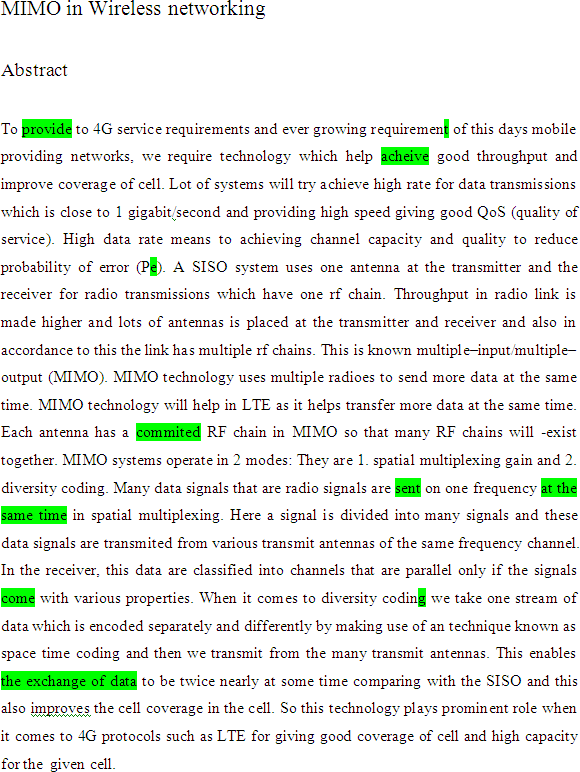 MIMO in Wireless networking
Abstract
To provide to 4G service requirements and ever growing requirement of this days mobile
providing networks, we require technology which help acheive good throughput and
improve coverage of cell. Lot of systems will try achieve high rate for data transmissions
which is close to 1 gigabit/second and providing high speed giving good QoS (quality of
service). High data rate means to achieving channel capacity and quality to reduce
probability of error (Pe). A SISO system uses one antenna at the transmitter and the
receiver for radio transmissions which have one rf chain. Throughput in radio link is
made higher and lots of antennas is placed at the transmitter and receiver and also in
accordance to this the link has multiple rf chains. This is known multiple–input/multiple–
output (MIMO). MIMO technology uses multiple radioes to send more data at the same
time. MIMO technology will help in LTE as it helps transfer more data at the same time.
Each antenna has a commited RF chain in MIMO so that many RF chains will -exist
together. MIMO systems operate in 2 modes: They are 1. spatial multiplexing gain and 2.
diversity coding. Many data signals that are radio signals are sent on one frequency at the
same time in spatial multiplexing. Here a signal is divided into many signals and these
data signals are transmited from various transmit antennas of the same frequency channel.
In the receiver, this data are classified into channels that are parallel only if the signals
come with various properties. When it comes to diversity coding we take one stream of
data which is encoded separately and differently by making use of an technique known as
space time coding and then we transmit from the many transmit antennas. This enables
the exchange of data to be twice nearly at some time comparing with the SISO and this
also improves the cell coverage in the cell. So this technology plays prominent role when
it comes to 4G protocols such as LTE for giving good coverage of cell and high capacity
for the given cell.